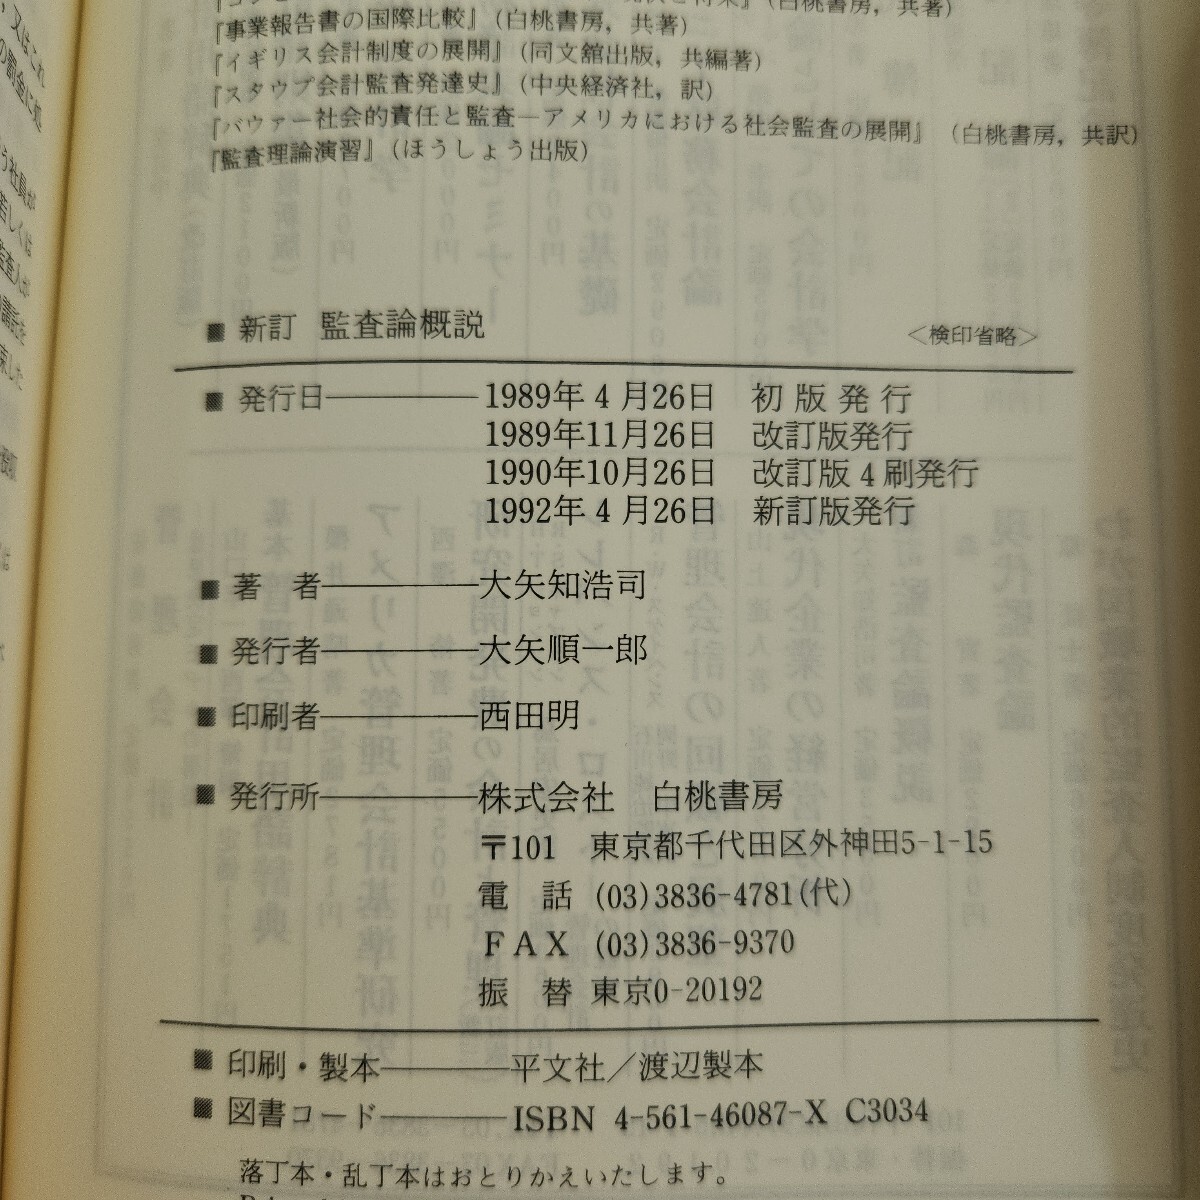 『事業報告書の国際比較』(白桃書房, 共著)
『イギリス会計制度の展開』(同文舘出版, 共編著)
『スタウプ会計監査発達史』(中央経済社, 訳)
『バウァー社会的責任と監査―アメリカにおける社会監査の展開』 (白桃書房, 共訳)
『監査理論演習』(ほうしょう出版)
■ 新訂 監査論概説 〈検印省略〉
■ 発行日――1989年 4 月26日 初版発行
1989年11月26日 改訂版発行
1990年10月26日 改訂版 4 刷発行
1992年 4 月26日 新訂版発行
■ 著 者――大矢知浩司
■ 発行者――大矢順一郎
■ 印刷者――西田明
■ 発行所――株式会社 白桃書房
〒101 東京都千代田区外神田5-1-15
電 話 (03)3836-4781(代)
FAX (03)3836-9370
振 替 東京0-20192
■ 印刷・製本――平文社／渡辺製本
■ 図書コード――ISBN 4-561-46087-X C3034
落丁本・乱丁本はおとりかえいたします。